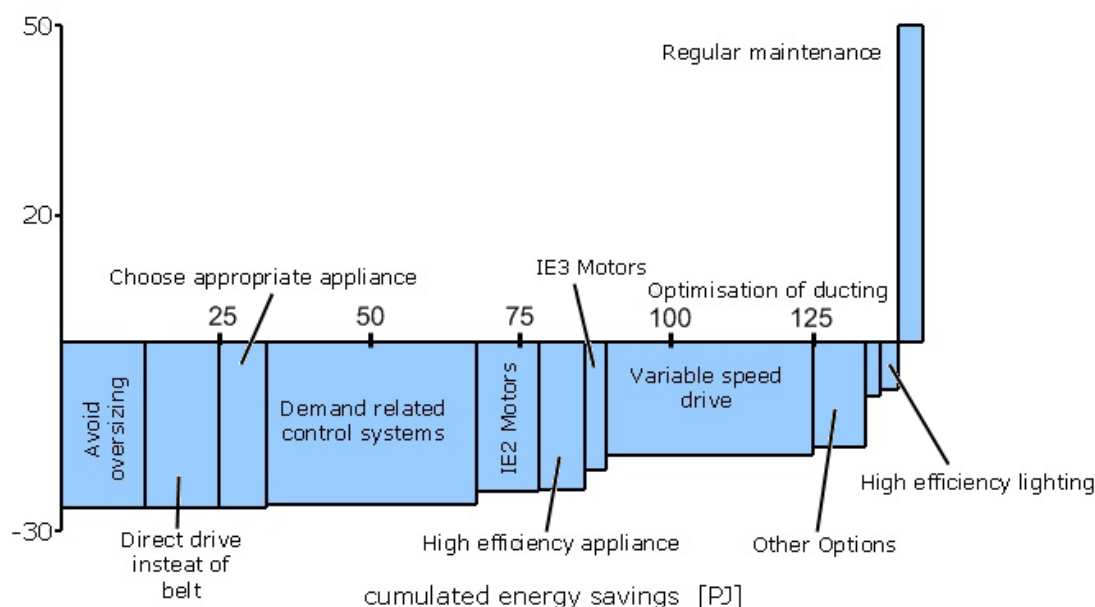 50
Regular maintenance
20
Choose appropriate appliance
IE3 Motors
Optimisation of ducting
25
50
75
100
125
Avoid
oversizing
Demand related
control systems
IE2 Motors
Variable speed
drive
High efficiency lighting
-30
Direct drive
insteat of
belt
High efficiency appliance
Other Options
cumulated energy savings [PJ]